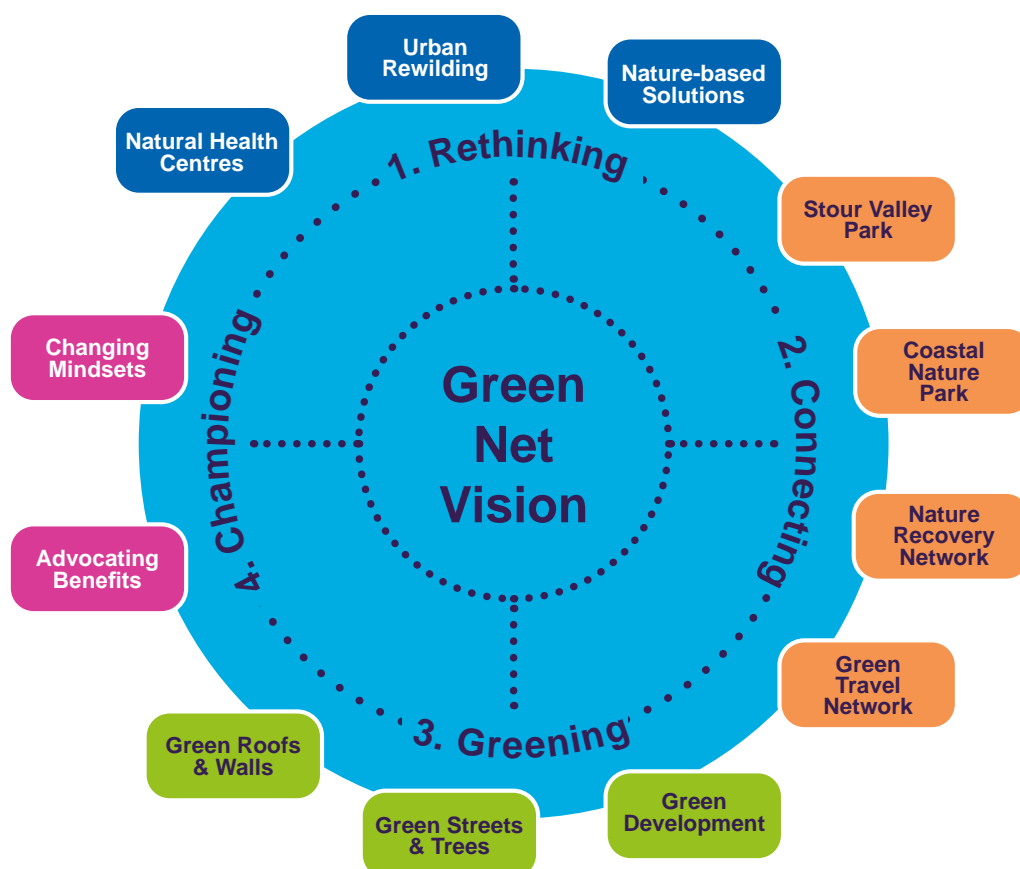 Urban
Rewilding
Nature-based
Solutions
Natural Health
Centres
1. Rethinking
Stour Valley
Park
Changing
Mindsets
4. Championing
Green
Net
Vision
2. Connecting
Coastal
Nature
Park
Nature
Recovery
Network
Advocating
Benefits
Green
Travel
Network
3. Greening
Green Roofs
& Walls
Green Streets
& Trees
Green
Development